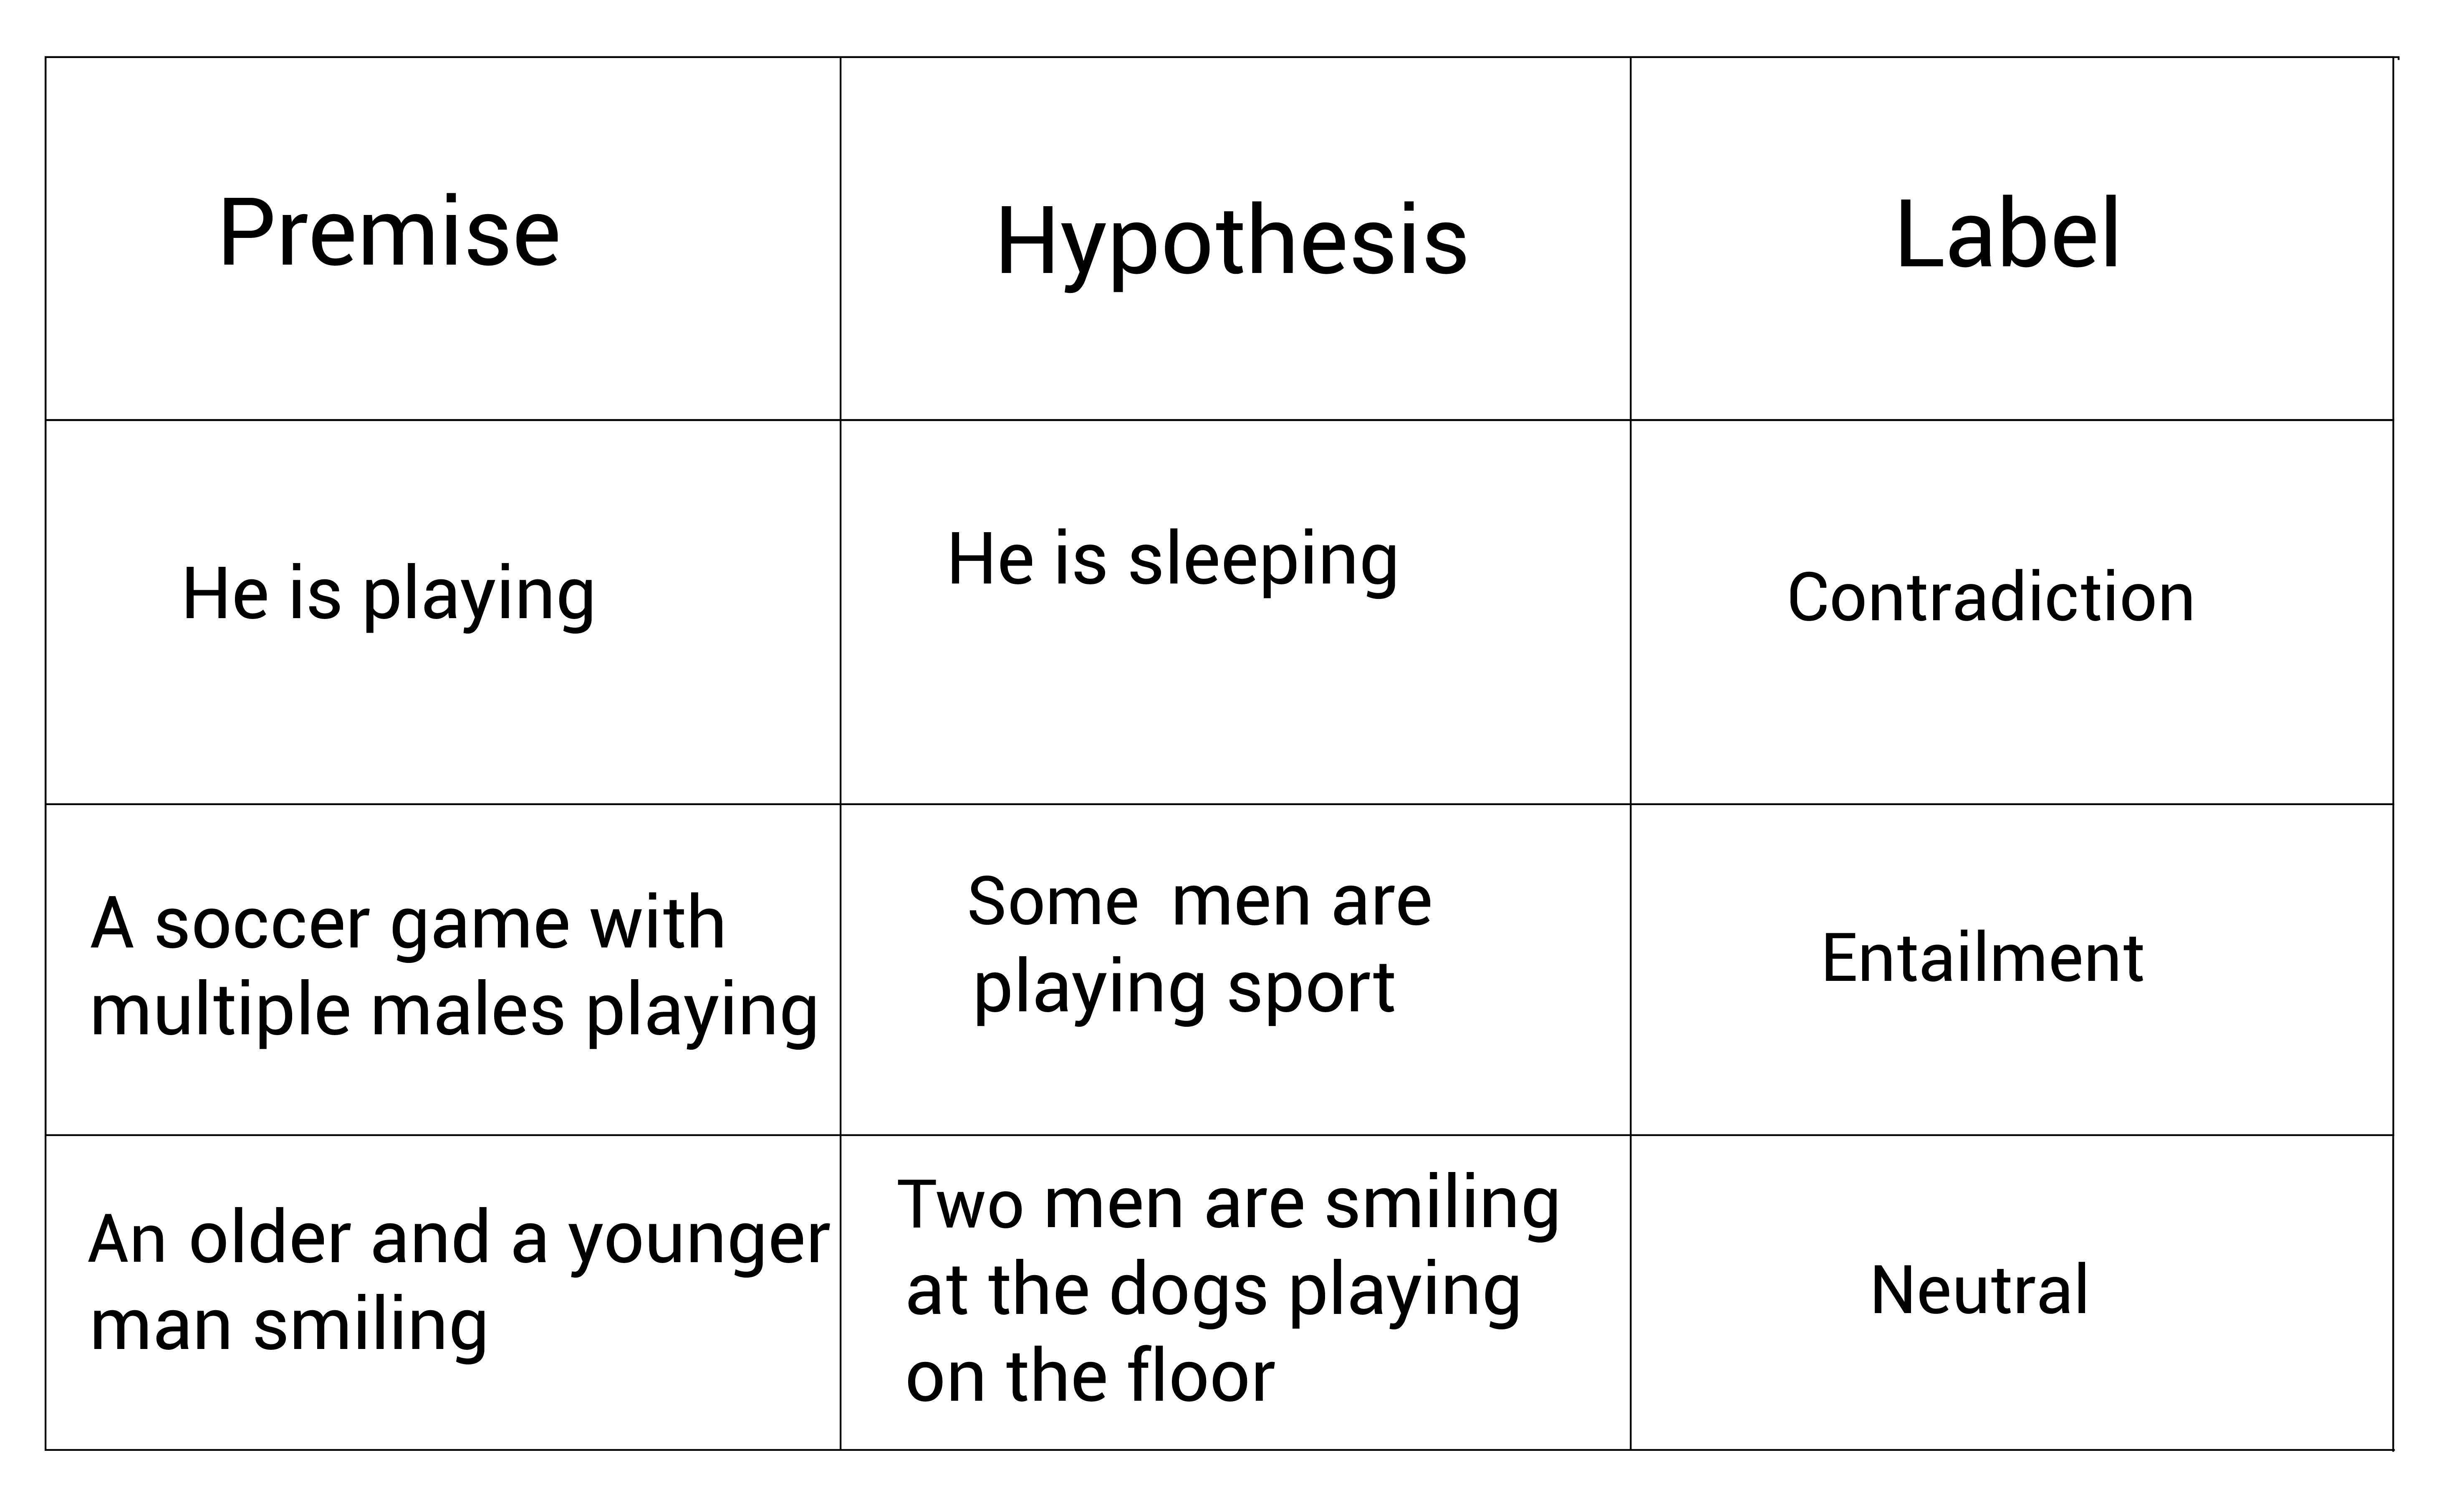 Premise
Hypothesis
Label
He is playing
He is sleeping
Contradiction
A soccer game with
multiple males playing
Some men are
playing sport
Entailment
An older and a younger
man smiling
Two men are smiling
at the dogs playing
on the floor
Neutral